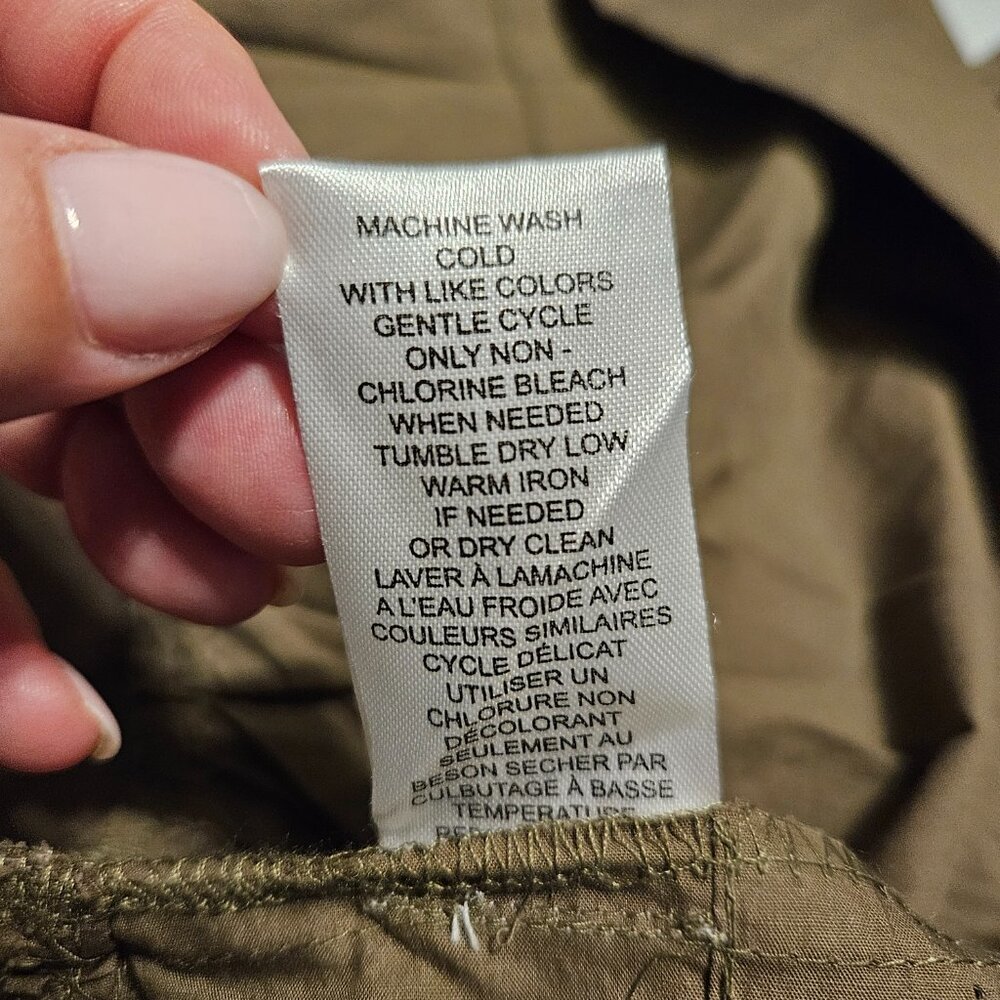 MACHINE WASH
COLD
WITH LIKE COLORS
GENTLE CYCLE
ONLY NON -
CHLORINE BLEACH
WHEN NEEDED
TUMBLE DRY LOW
WARM IRON
IF NEEDED
OR DRY CLEAN
LAVER À LAMACHINE
A L'EAU FROIDE AVEC
COULEURS SIMILAIRES
CYCLE DÉLICAT
UTILISER UN
CHLORURE NON
DÉCOLORANT
SEULEMENT AU
BESON SECHER PAR
CULBUTAGE À BASSE
TEMPERATURE